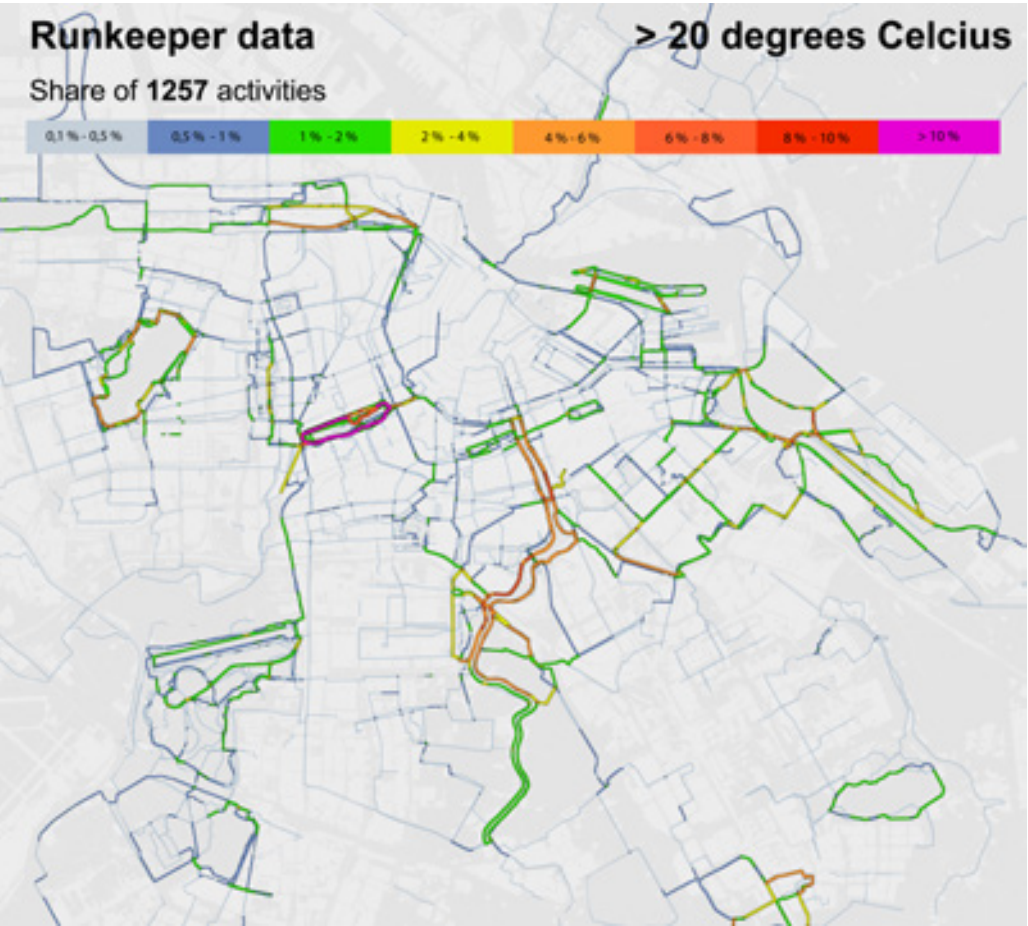 Runkeeper data
> 20 degrees Celcius
Share of 1257 activities
0,1 % - 0,5 %
0,5 % - 1 %
1 % - 2 %
2 % - 4 %
4 % - 6 %
6 % - 8 %
8 % - 10 %
> 10 %